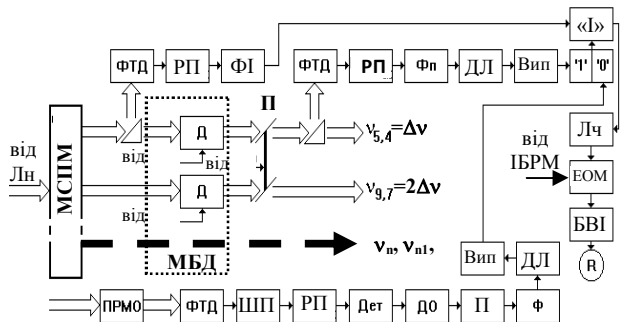 «І»
ФТД РП ФІ ФТД РП Фп ДЛ Вип '1' '0'
П
МСПМ
від Лн
Д
від від
ν5,4=Δν
Д
від
ν9,7=2Δν
МБД
νn, νn1,
Лч
від ІБРМ
ЕОМ
БВІ
R
Вип ДЛ
ПРМО ФТД ШП РП Дет ДО П Ф